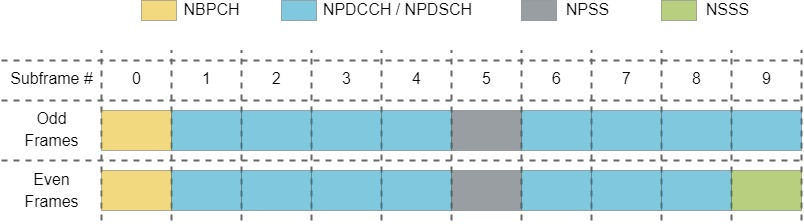 NBPCH NPDCCH / NPDSCH NPSS NSSS
Subframe # 0 1 2 3 4 5 6 7 8 9
Odd
Frames
Even
Frames